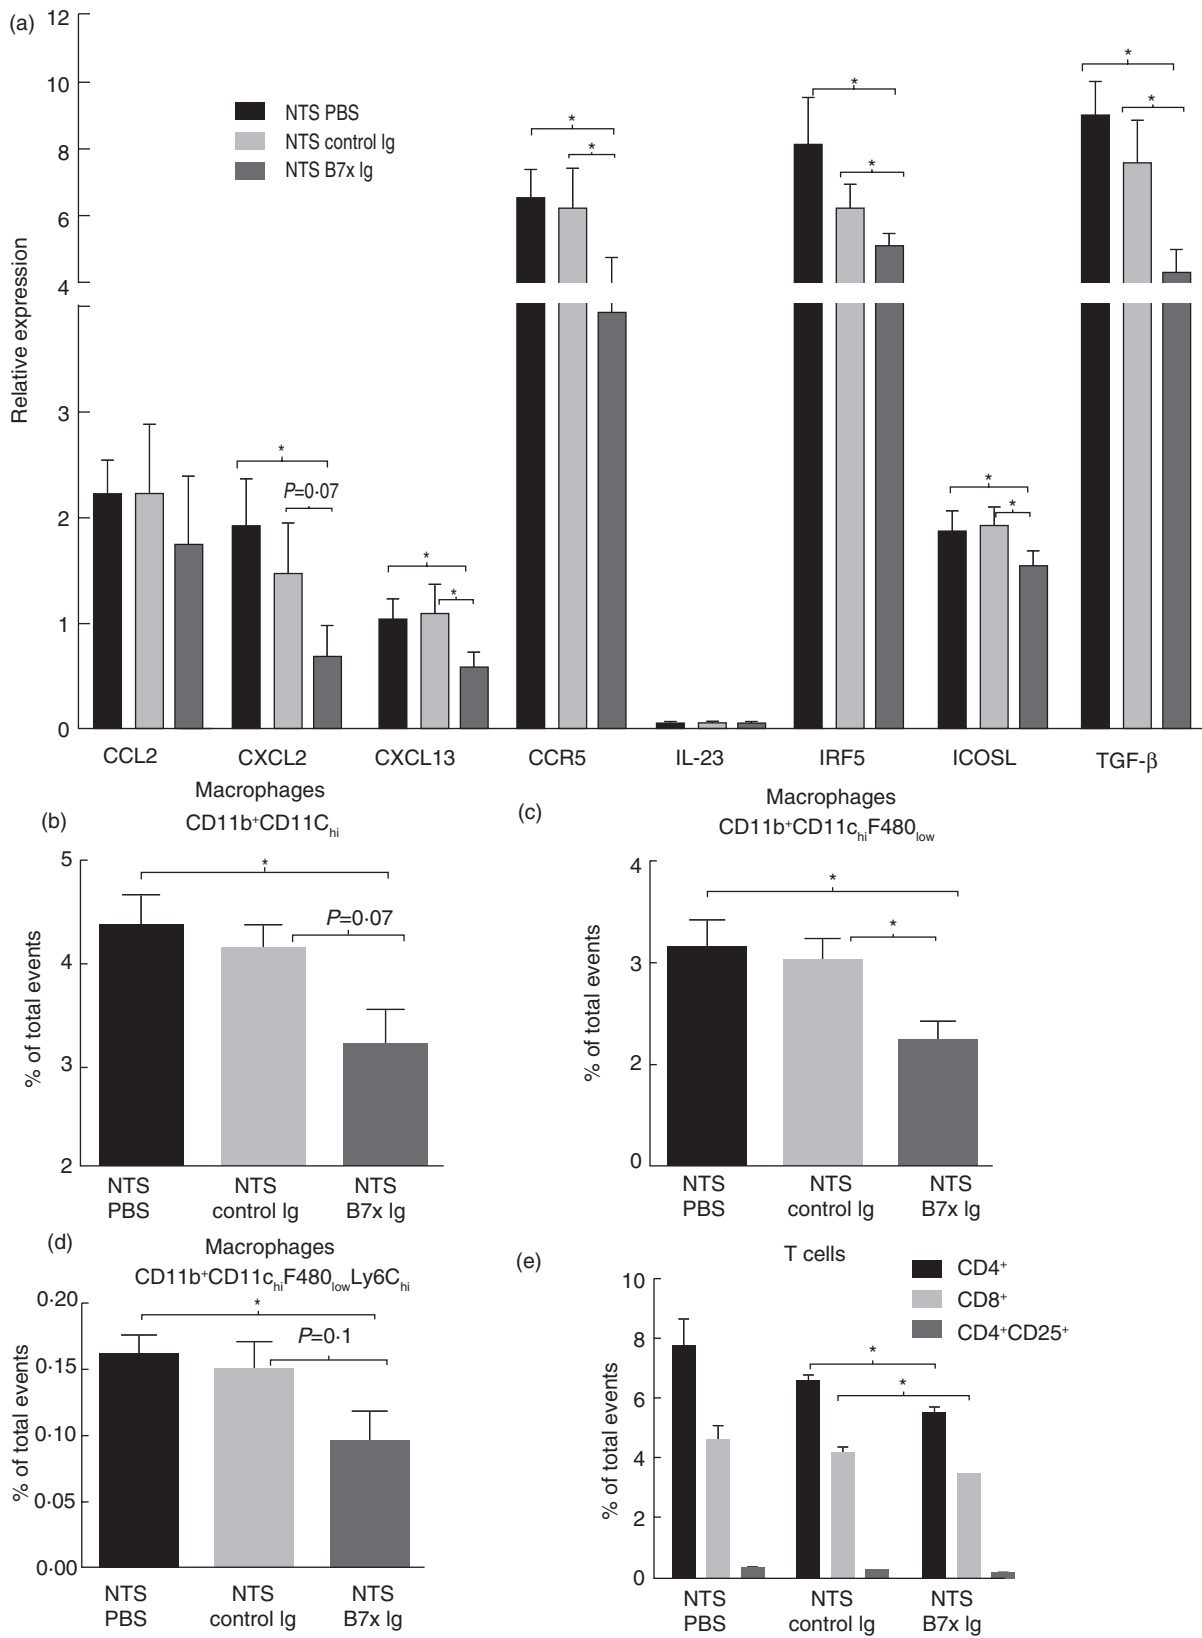 (a)
12
10
8
6
4
3
2
1
0
Relative expression
NTS PBS
NTS control Ig
NTS B7x Ig
*
*
P=0·07
*
*
*
*
*
*
*
*
*
*
CCL2 CXCL2 CXCL13 CCR5 IL-23 IRF5 ICOSL TGF-β
(b)
Macrophages
CD11b+CD11Chi
5
4
3
2
% of total events
*
P=0·07
NTS NTS NTS
PBS control Ig B7x Ig
(c)
Macrophages
CD11b+CD11chiF480low
4
3
2
0
% of total events
*
*
NTS NTS NTS
PBS control Ig B7x Ig
(d)
Macrophages
CD11b+CD11chiF480lowLy6Chi
0·20
0·15
0·10
0·05
0·00
% of total events
*
P=0·1
NTS NTS NTS
PBS control Ig B7x Ig
(e)
T cells
CD4+
CD8+
CD4+CD25+
10
8
6
4
2
0
% of total events
*
*
NTS NTS NTS
PBS control Ig B7x Ig